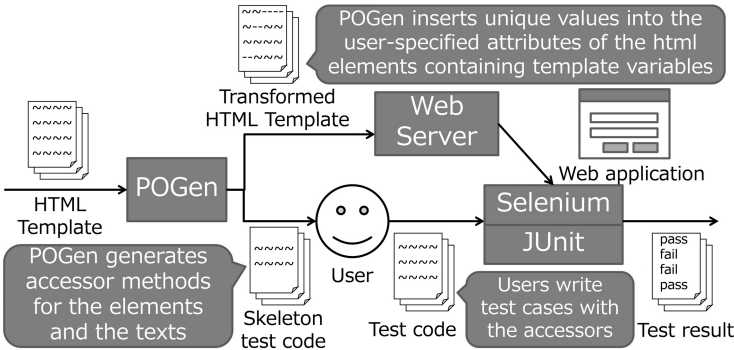 POGen inserts unique values into the
user-specified attributes of the html
elements containing template variables
Transformed
HTML Template
Web
Server
Web application
HTML
Template
POGen
Selenium
JUnit
User
POGen generates
accessor methods
for the elements
and the texts
Skeleton
test code
Test code
Users write
test cases with
the accessors
pass
fail
fail
pass
Test result